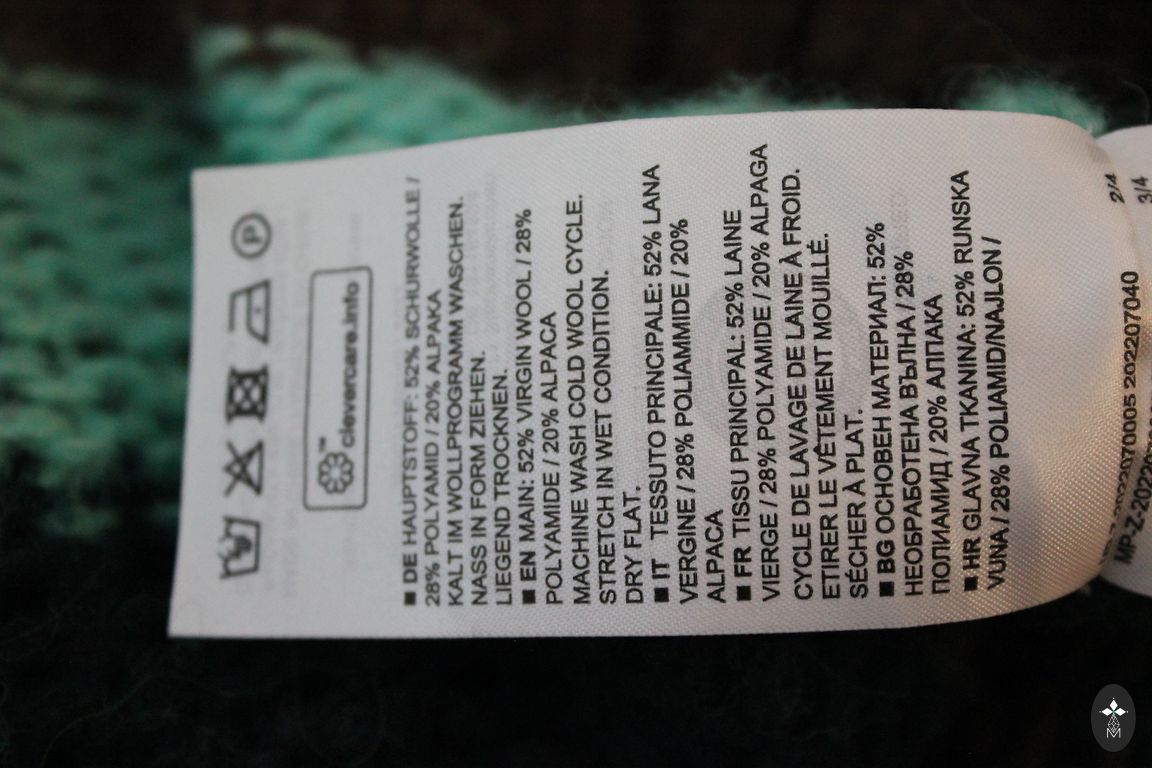 P
clevercare.info
■ DE HAUPTSTOFF: 52% SCHURWOLLE /
28% POLYAMID / 20% ALPAKA
KALT IM WOLLPROGRAMM WASCHEN.
NASS IN FORM ZIEHEN.
LIEGEND TROCKNEN.
■ EN MAIN: 52% VIRGIN WOOL / 28%
POLYAMIDE / 20% ALPACA
MACHINE WASH COLD WOOL CYCLE.
STRETCH IN WET CONDITION.
DRY FLAT.
■ IT TESSUTO PRINCIPALE: 52% LANA
VERGINE / 28% POLIAMMIDE / 20%
ALPACA
■ FR TISSU PRINCIPAL: 52% LAINE
VIERGE / 28% POLYAMIDE / 20% ALPAGA
CYCLE DE LAVAGE DE LAINE À FROID.
ETIRER LE VÊTEMENT MOUILLÉ.
SÉCHER À PLAT.
■ BG ОСНОВЕН МАТЕРИАЛ: 52%
НЕОБРАБОТЕНА ВЪЛНА / 28%
ПОЛИАМИД / 20% АЛПАКА
■ HR GLAVNA TKANINA: 52% RUNSKA
VUNA / 28% POLIAMID/NAJLON /
2/4
3/4
M